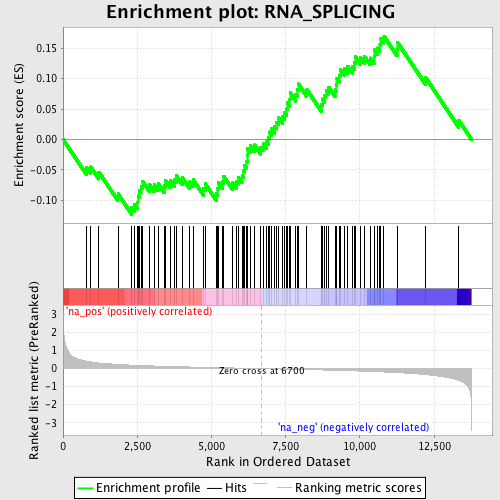 Enrichment plot: RNA_SPLICING
Enrichment score (ES)
0.15
0.10
0.05
0.00
-0.05
-0.10
'na_pos' (positively correlated)
Ranked list metric (PreRanked)
3
2
1
0
-1
-2
-3
Zero cross at 6700
'na_neg' (negatively correlated)
0
2,500
5,000
7,500
10,000
12,500
Rank in Ordered Dataset
Enrichment profile
Hits
Ranking metric scores